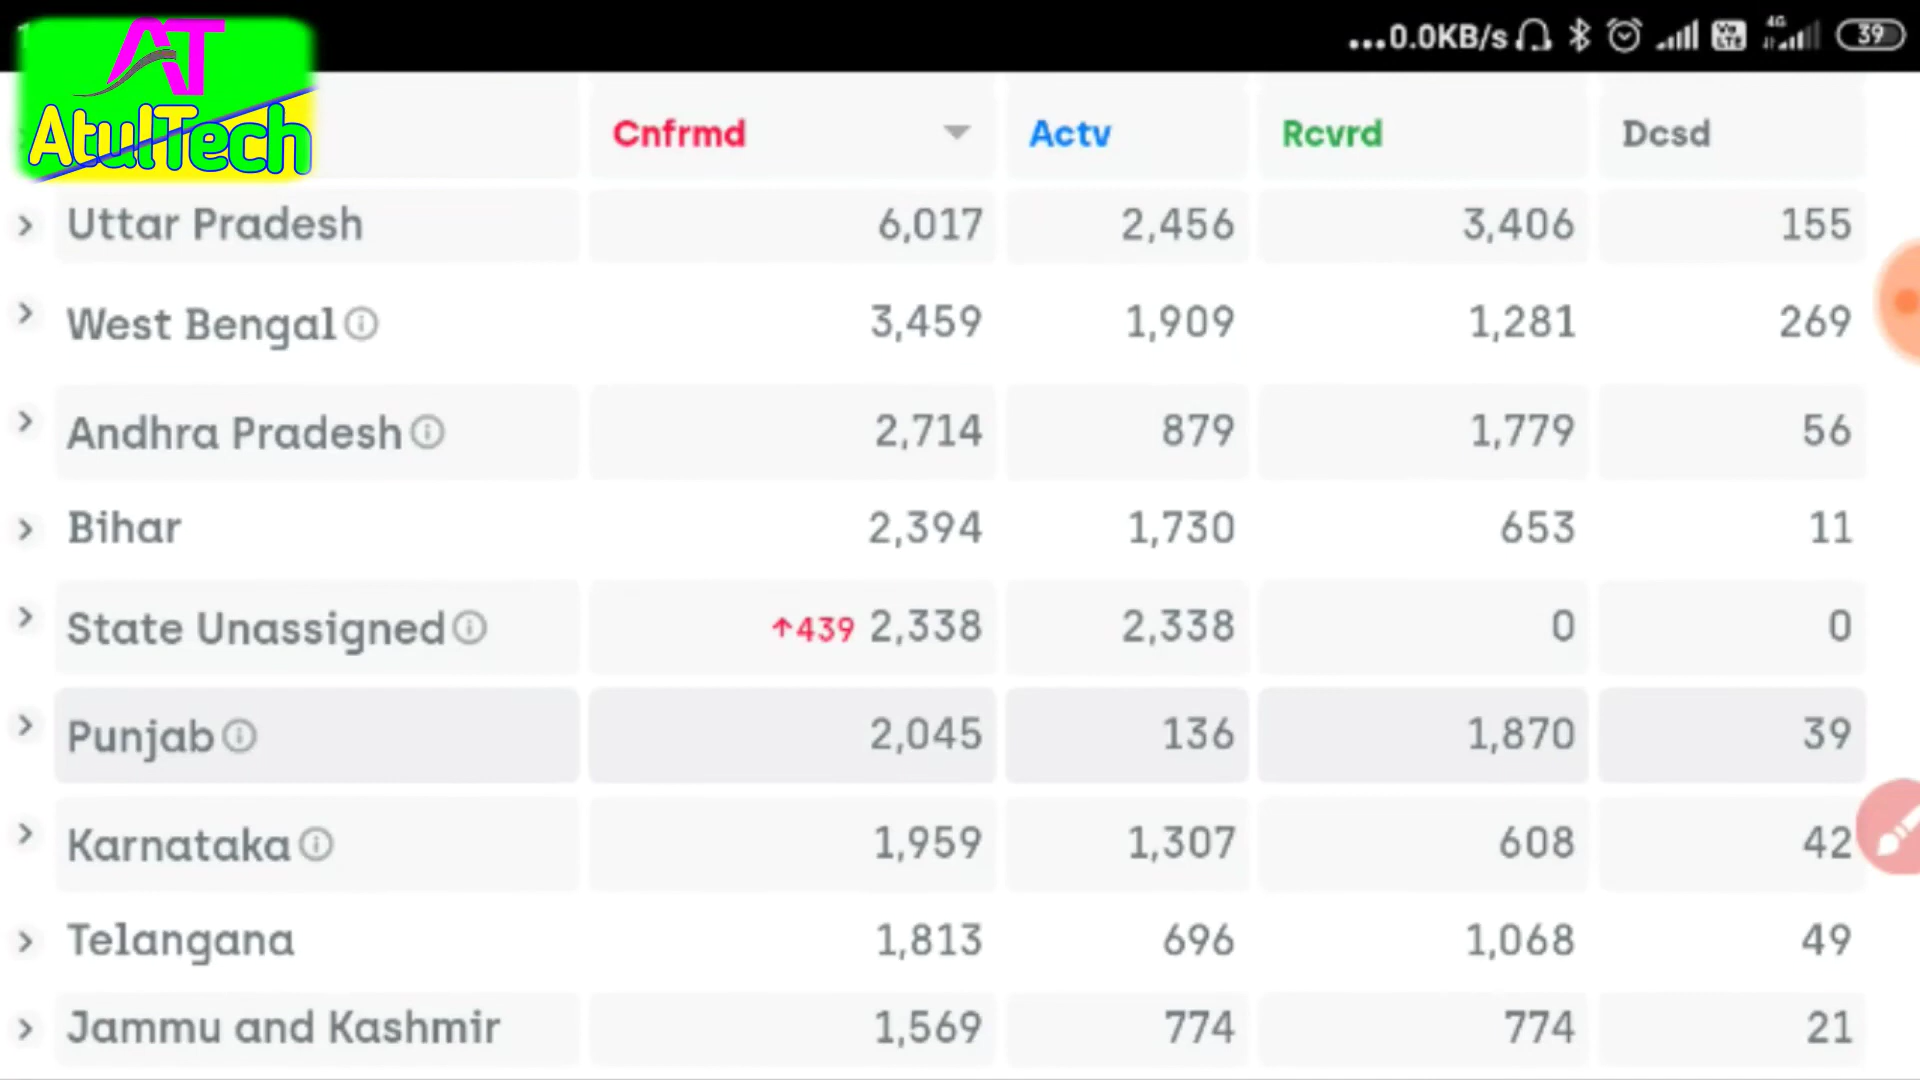 ...0.0KB/s 4G 39
AT
AtulTech
Cnfrmd Actv Rcvrd Dcsd
Uttar Pradesh 6,017 2,456 3,406 155
West Bengal 3,459 1,909 1,281 269
Andhra Pradesh 2,714 879 1,779 56
Bihar 2,394 1,730 653 11
State Unassigned ↑439 2,338 2,338 0 0
Punjab 2,045 136 1,870 39
Karnataka 1,959 1,307 608 42
Telangana 1,813 696 1,068 49
Jammu and Kashmir 1,569 774 774 21